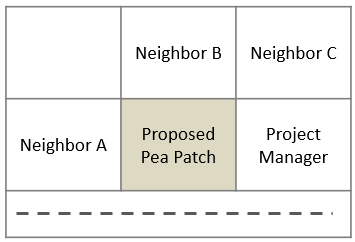 Neighbor B
Neighbor C
Neighbor A
Proposed
Pea Patch
Project
Manager